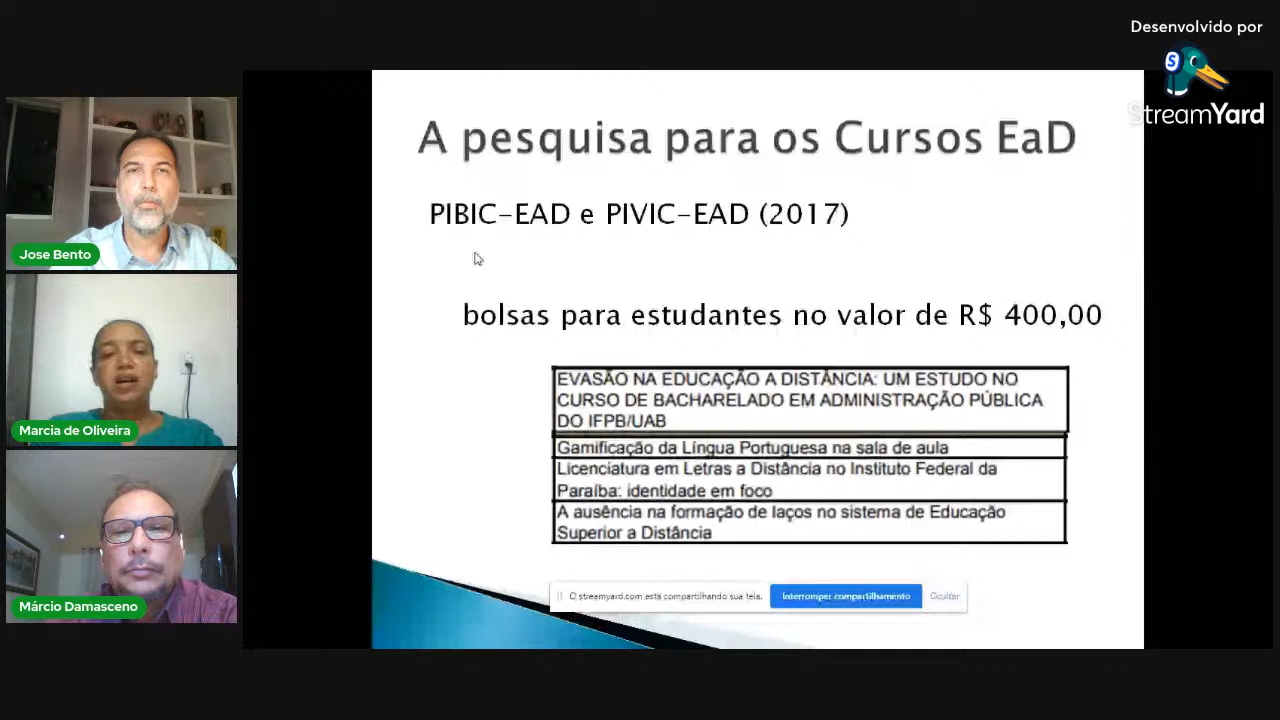 Desenvolvido por
StreamYard
A pesquisa para os Cursos EaD
PIBIC-EAD e PIVIC-EAD (2017)
bolsas para estudantes no valor de R$ 400,00
EVASÃO NA EDUCAÇÃO A DISTÂNCIA: UM ESTUDO NO
CURSO DE BACHARELADO EM ADMINISTRAÇÃO PÚBLICA
DO IFPB/UAB
Gamificação da Língua Portuguesa na sala de aula
Licenciatura em Letras a Distância no Instituto Federal da
Paraíba: identidade em foco
A ausência na formação de laços no sistema de Educação
Superior a Distância
O streamyard.com está compartilhando sua tela.
Interromper compartilhamento
Ocultar
Jose Bento
Marcia de Oliveira
Márcio Damasceno